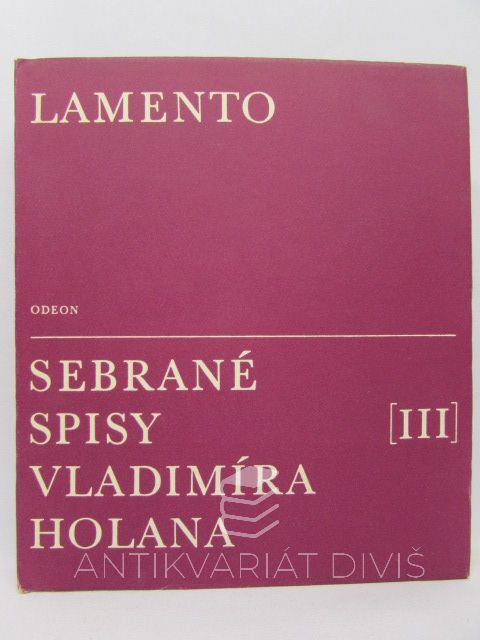 LAMENTO
ODEON
SEBRANÉ
SPISY [III]
VLADIMÍRA
HOLANA
ANTIKVARIÁT DIVIŠ